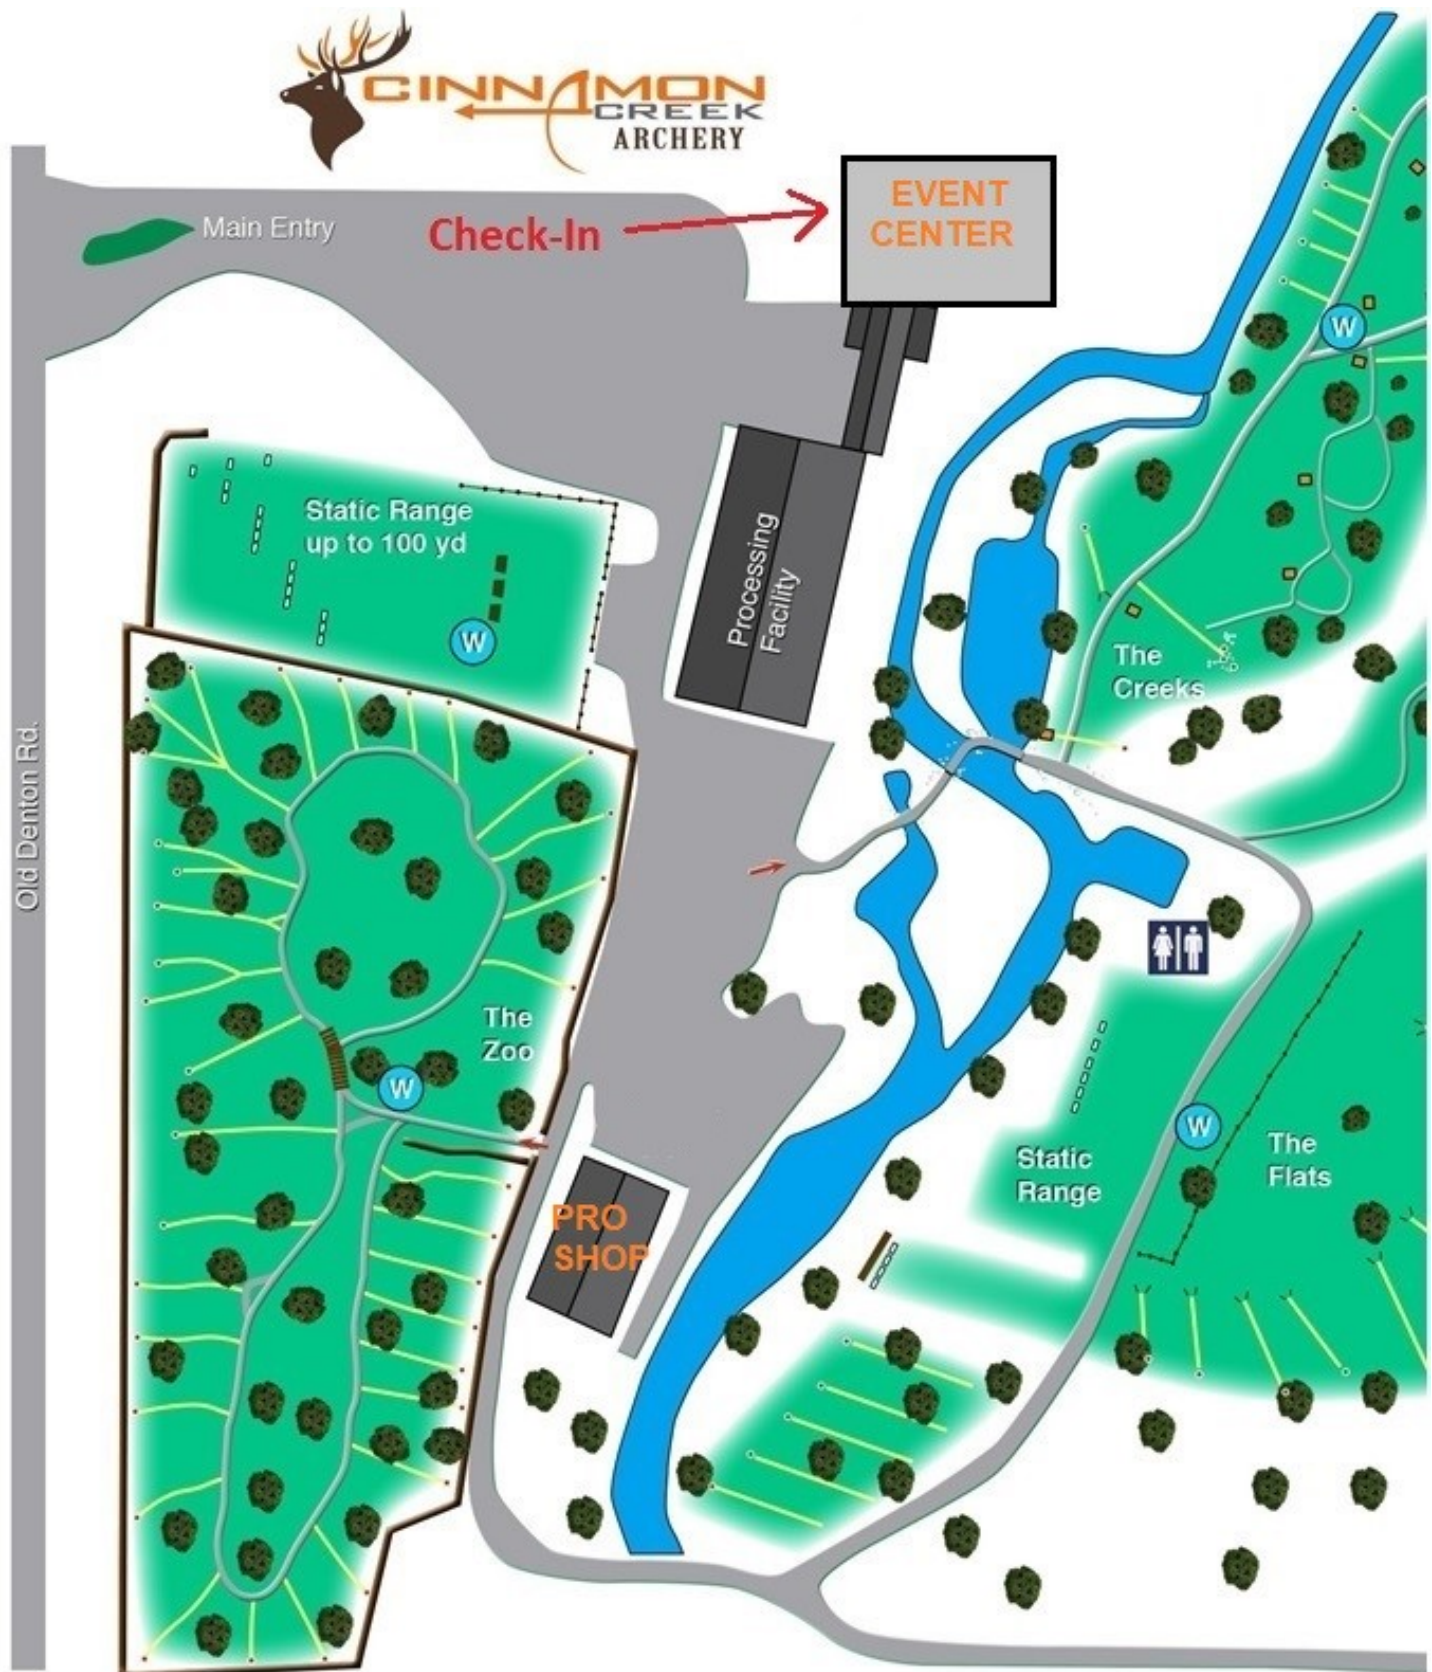 CINNAMON
CREEK
ARCHERY
EVENT
CENTER
Main Entry
Check-In
W
Static Range
up to 100 yd
W
Processing
Facility
The
Creeks
Old Denton Rd.
The
Zoo
W
W
Static
Range
The
Flats
PRO
SHOP